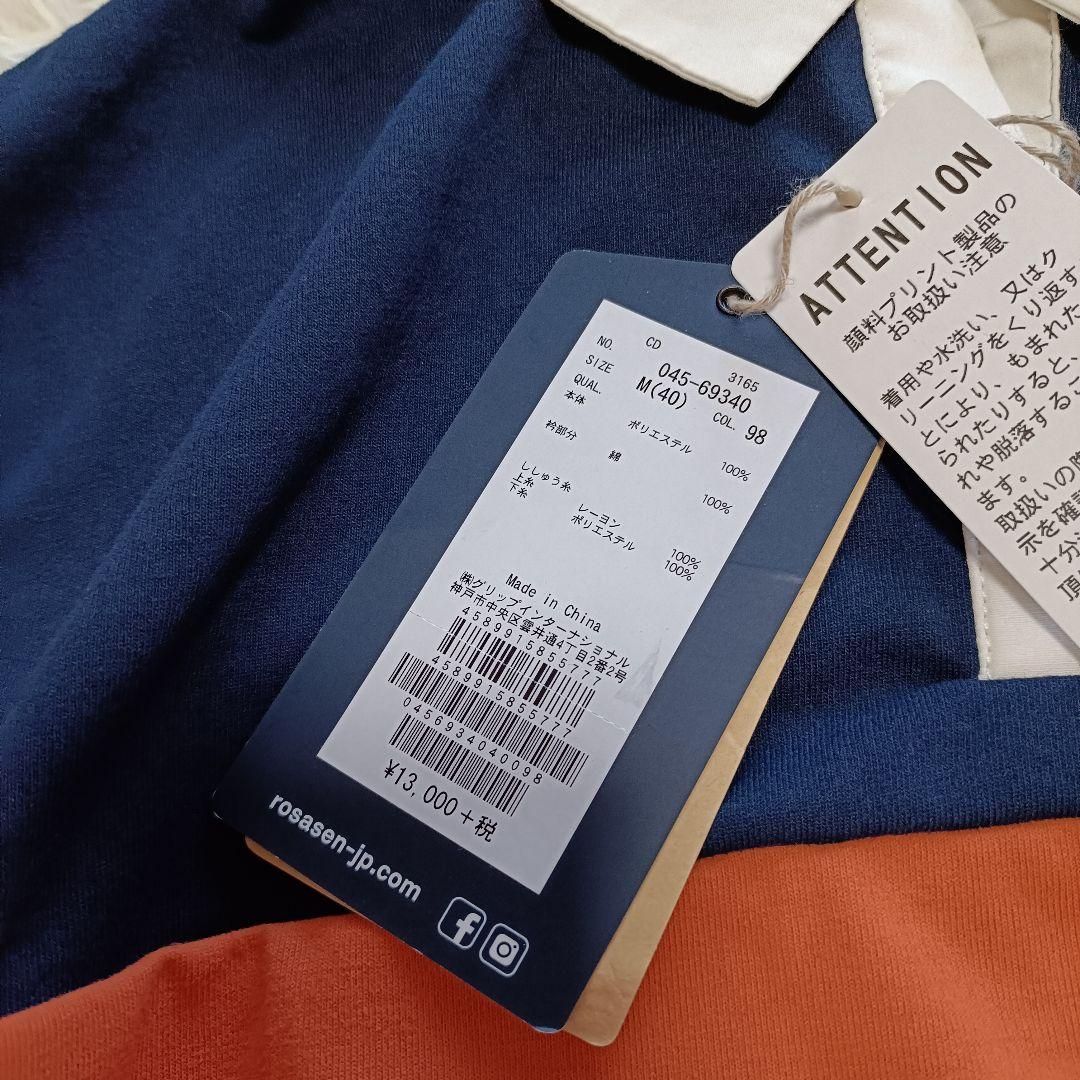 NO. CD 3165
045-69340
SIZE M(40) COL. 98
QUAL.
本体 ポリエステル 100%
衿部分 綿 100%
ししゅう糸
上糸 レーヨン 100%
下糸 ポリエステル 100%
Made in China
㈱グリップインターナショナル
神戸市中央区雲井通4丁目2番2号
4589915855777
4589915855777
0456934040098
¥13,000+税
rosasen-jp.com
ATTENTION
顔料プリント製品の
お取扱い注意
着用や水洗い、又はク
リーニングをくり返す
とにより、もまれた
られたりすると、
れや脱落するこ
ます。
取扱いの際
示を確認
十分
頂